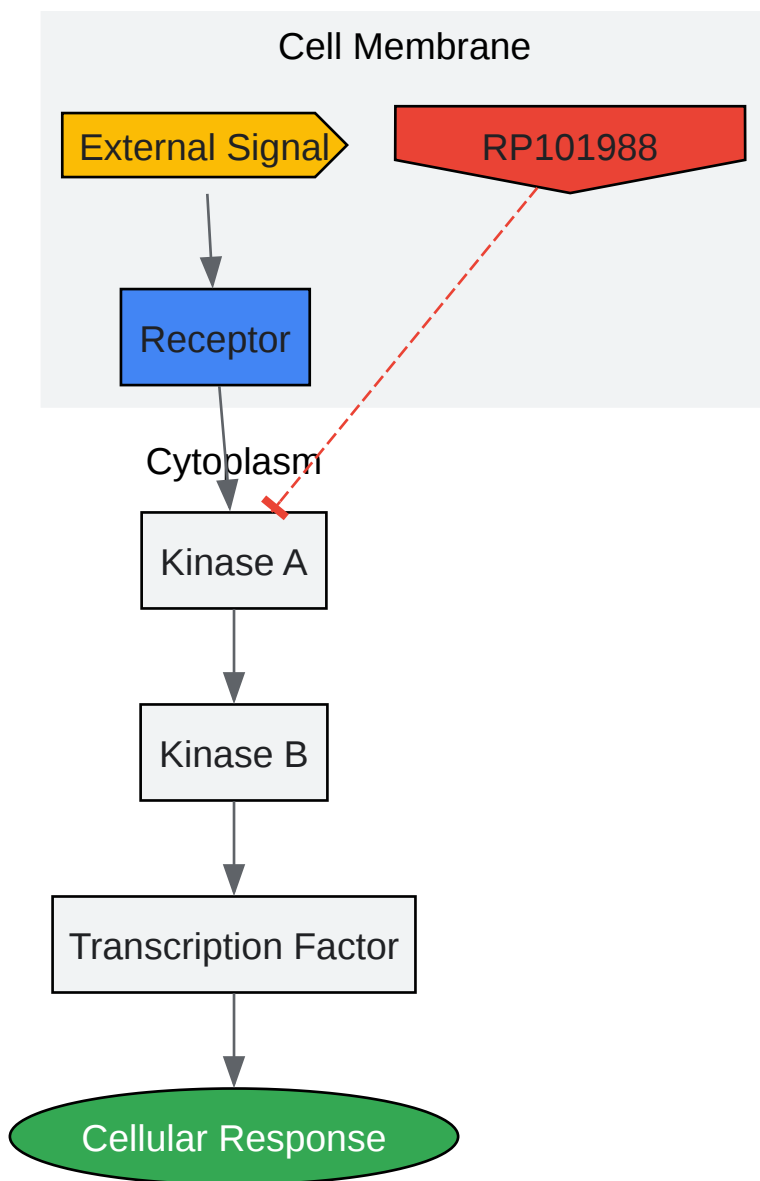 Cell Membrane
External Signal
RP101988
Receptor
Cytoplasm
Kinase A
Kinase B
Transcription Factor
Cellular Response